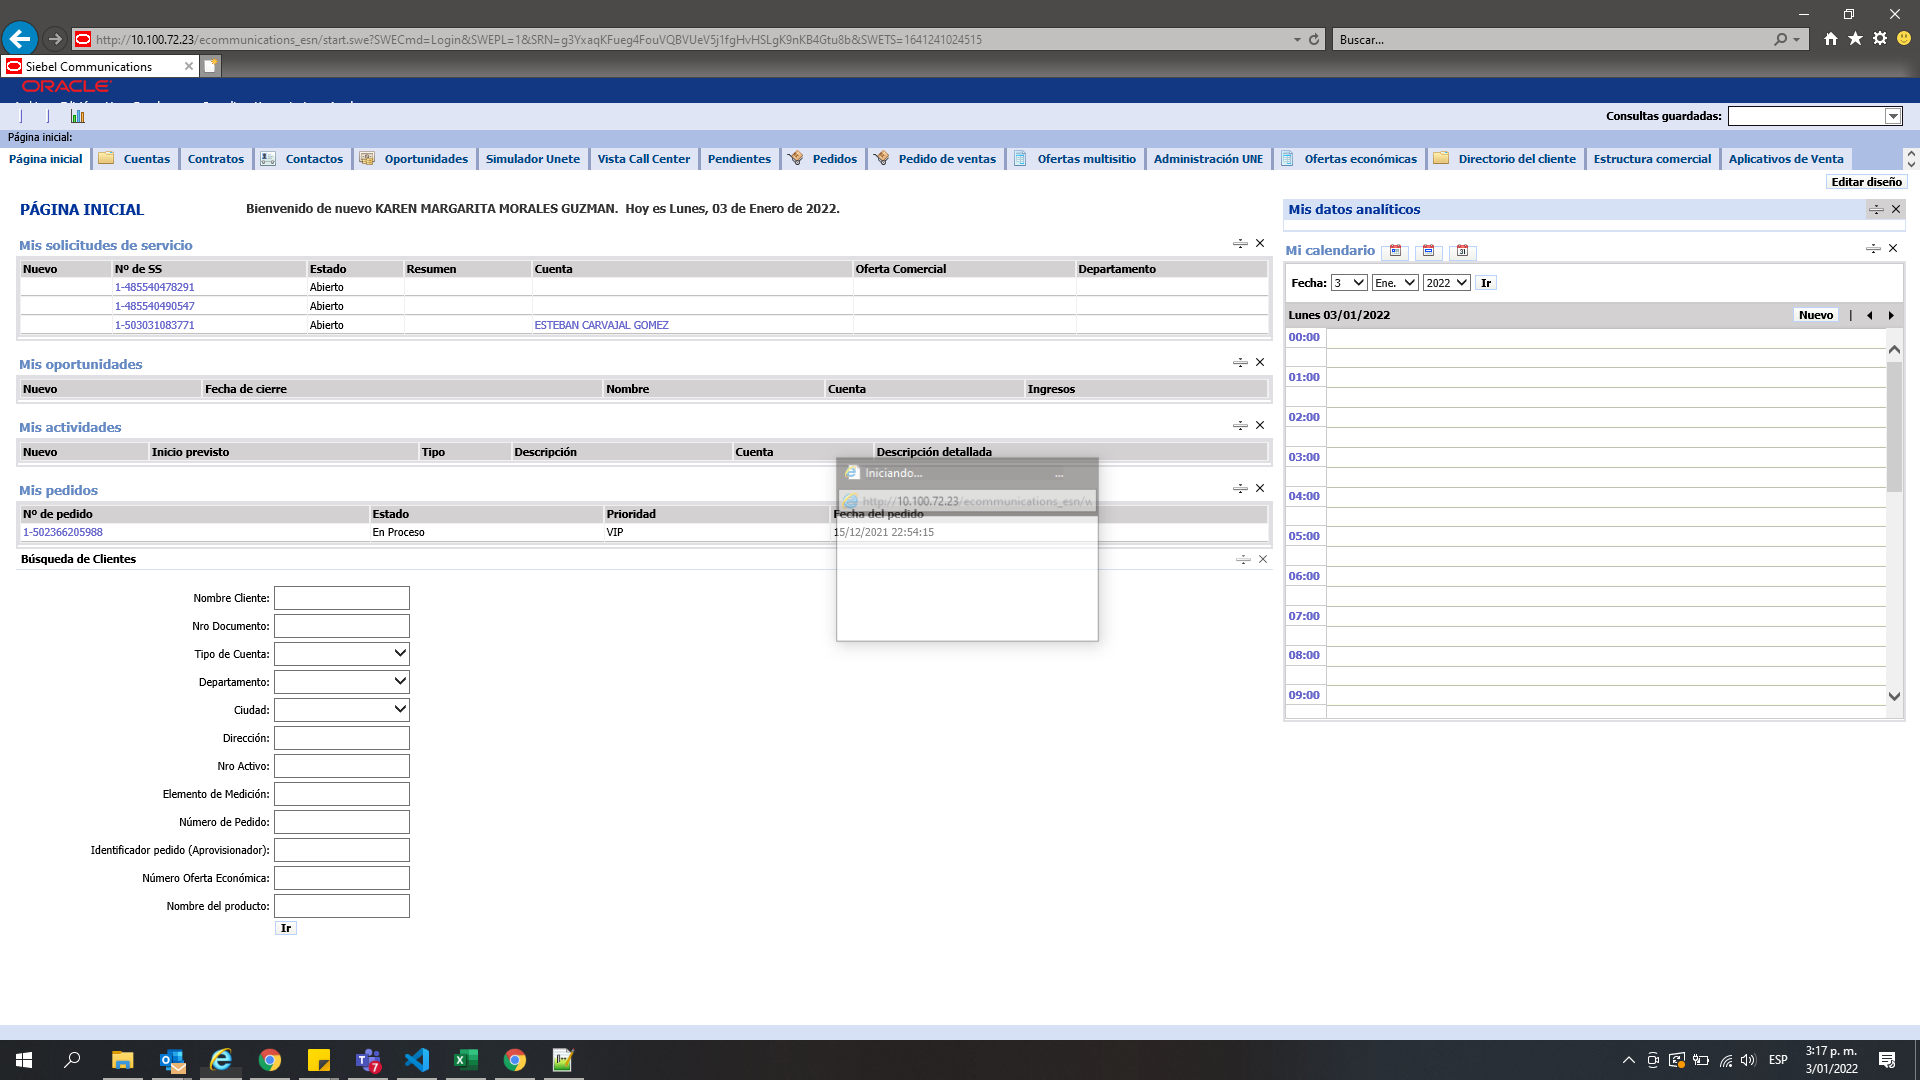 http://10.100.72.23/ecommunications_esn/start.swe?SWECmd=Login&SWEPL=1&SRN=g3YxaqKFueg4FouVQBVUeV5j1fgHvHSLgK9nKB4Gtu8b&SWETS=1641241024515
Buscar...
Siebel Communications
ORACLE
Consultas guardadas:
Página inicial:
Página inicial Cuentas Contratos Contactos Oportunidades Simulador Unete Vista Call Center Pendientes Pedidos Pedido de ventas Ofertas multisitio Administración UNE Ofertas económicas Directorio del cliente Estructura comercial Aplicativos de Venta
Editar diseño
PÁGINA INICIAL
Bienvenido de nuevo KAREN MARGARITA MORALES GUZMAN. Hoy es Lunes, 03 de Enero de 2022.
Mis solicitudes de servicio
Nuevo Nº de SS Estado Resumen Cuenta Oferta Comercial Departamento
1-485540478291 Abierto
1-485540490547 Abierto
1-503031083771 Abierto ESTEBAN CARVAJAL GOMEZ
Mis oportunidades
Nuevo Fecha de cierre Nombre Cuenta Ingresos
Mis actividades
Nuevo Inicio previsto Tipo Descripción Cuenta Descripción detallada
Iniciando... ...
http://10.100.72.23/ecommunications_esn/w
Mis pedidos
Nº de pedido Estado Prioridad Fecha del pedido
1-502366205988 En Proceso VIP 15/12/2021 22:54:15
Búsqueda de Clientes
Nombre Cliente:
Nro Documento:
Tipo de Cuenta:
Departamento:
Ciudad:
Dirección:
Nro Activo:
Elemento de Medición:
Número de Pedido:
Identificador pedido (Aprovisionador):
Número Oferta Económica:
Nombre del producto:
Ir
Mis datos analíticos
Mi calendario
31
Fecha: 3 Ene. 2022 Ir
Lunes 03/01/2022 Nuevo |
00:00
01:00
02:00
03:00
04:00
05:00
06:00
07:00
08:00
09:00
7
ESP
3:17 p. m.
3/01/2022